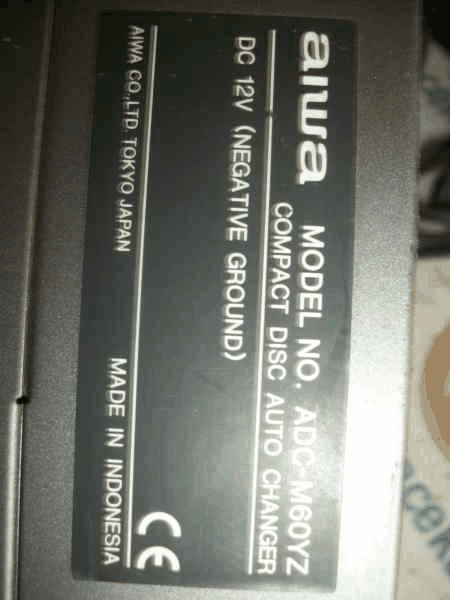 aiwa MODEL NO. ADC-M60YZ
COMPACT DISC AUTO CHANGER
DC 12V (NEGATIVE GROUND)
CE
AIWA CO.,LTD. TOKYO JAPAN MADE IN INDONESIA